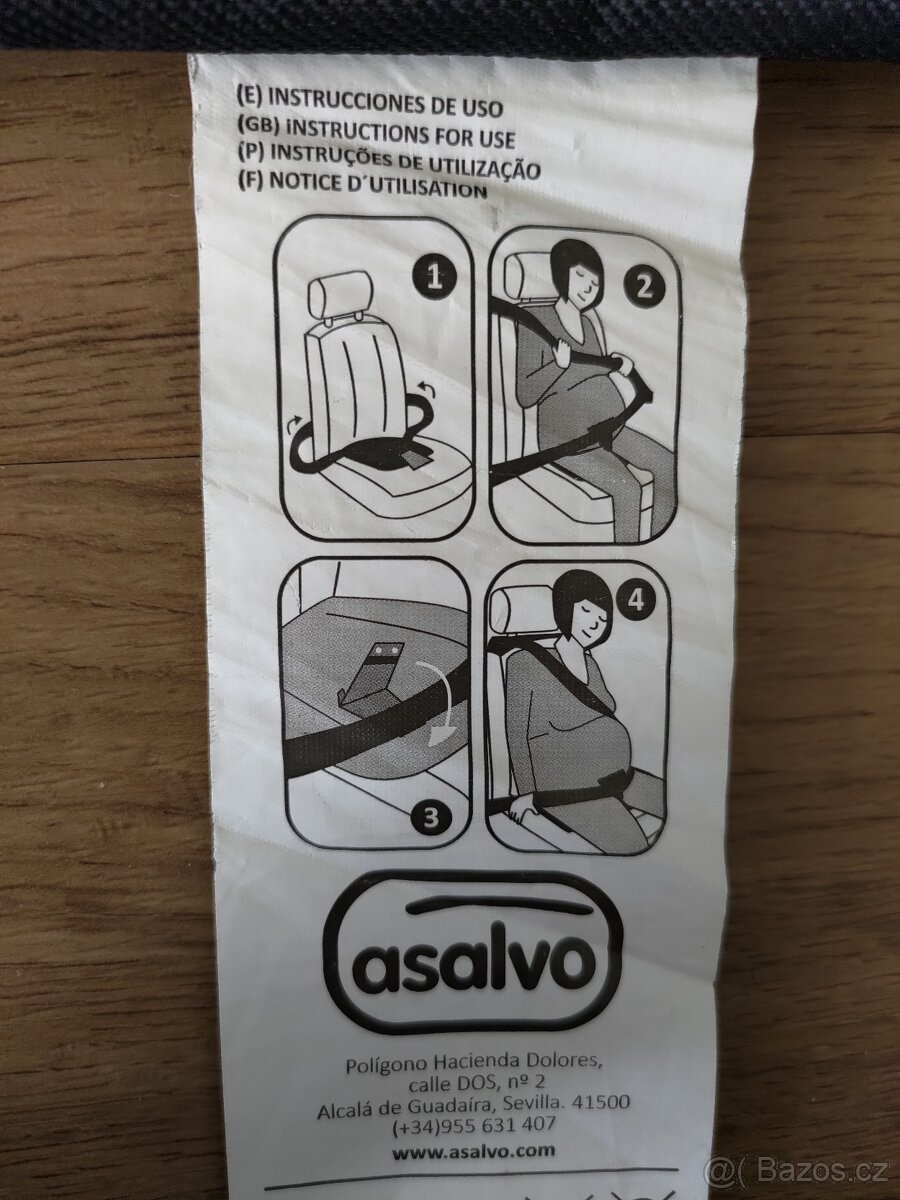 (E) INSTRUCCIONES DE USO
(GB) INSTRUCTIONS FOR USE
(P) INSTRUÇÕES DE UTILIZAÇÃO
(F) NOTICE D´UTILISATION
1
2
3
4
asalvo
Polígono Hacienda Dolores,
calle DOS, nº 2
Alcalá de Guadaíra, Sevilla. 41500
(+34)955 631 407
www.asalvo.com
@( Bazos.cz